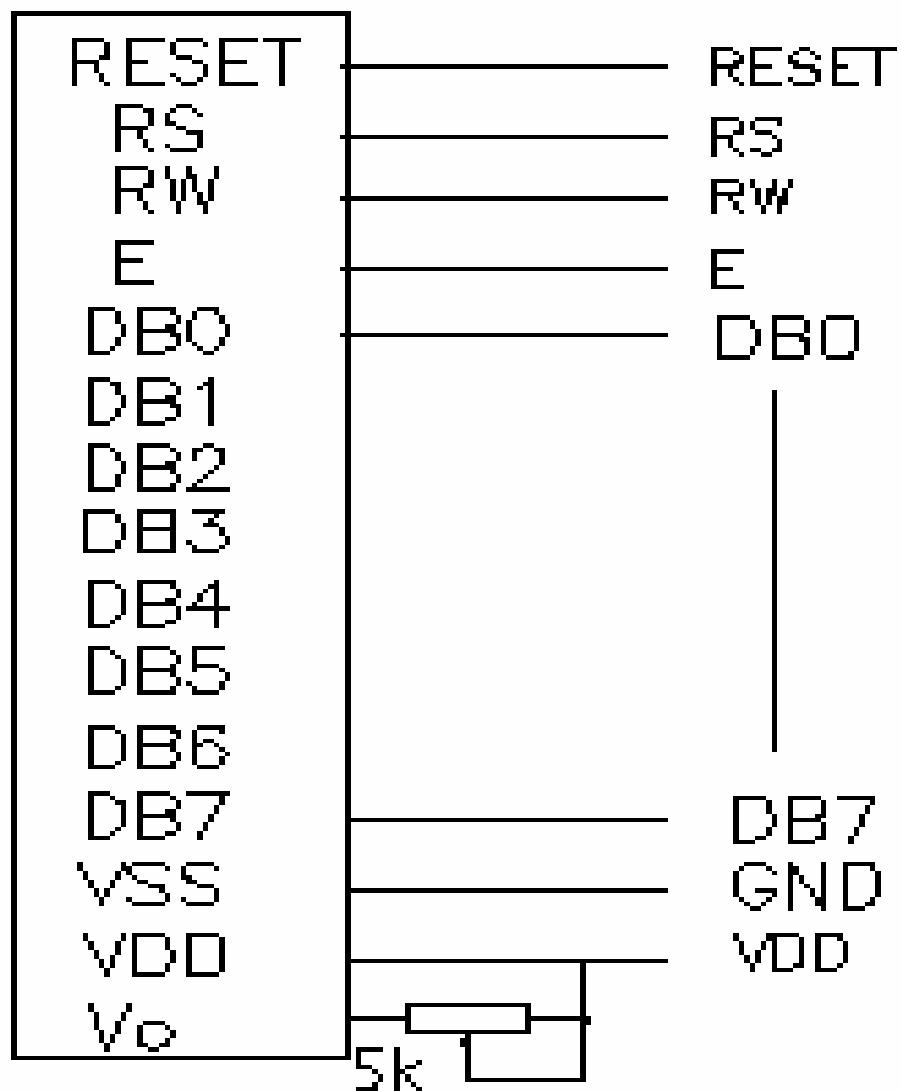 RESET RESET
RS RS
RW RW
E E
DB0 DB0
DB1
DB2
DB3
DB4
DB5
DB6
DB7 DB7
VSS GND
VDD VDD
Vo
5k